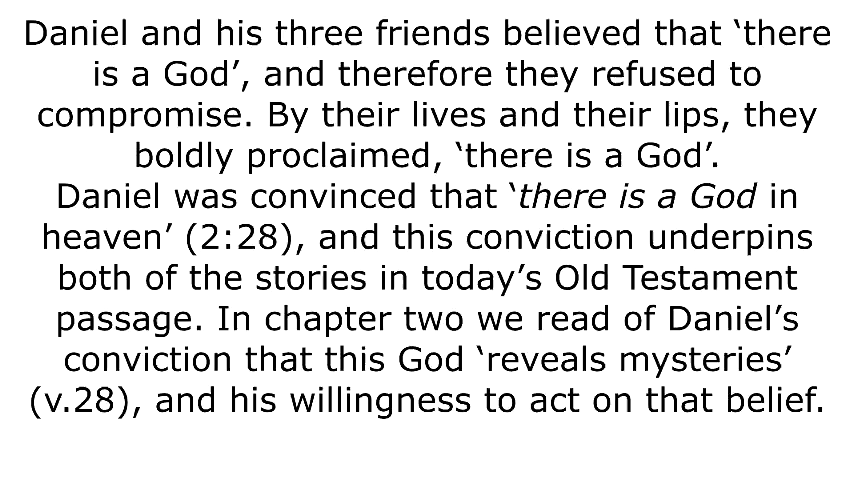 Daniel and his three friends believed that ‘there
is a God’, and therefore they refused to
compromise. By their lives and their lips, they
boldly proclaimed, ‘there is a God’.
Daniel was convinced that ‘there is a God in
heaven’ (2:28), and this conviction underpins
both of the stories in today’s Old Testament
passage. In chapter two we read of Daniel’s
conviction that this God ‘reveals mysteries’
(v.28), and his willingness to act on that belief.